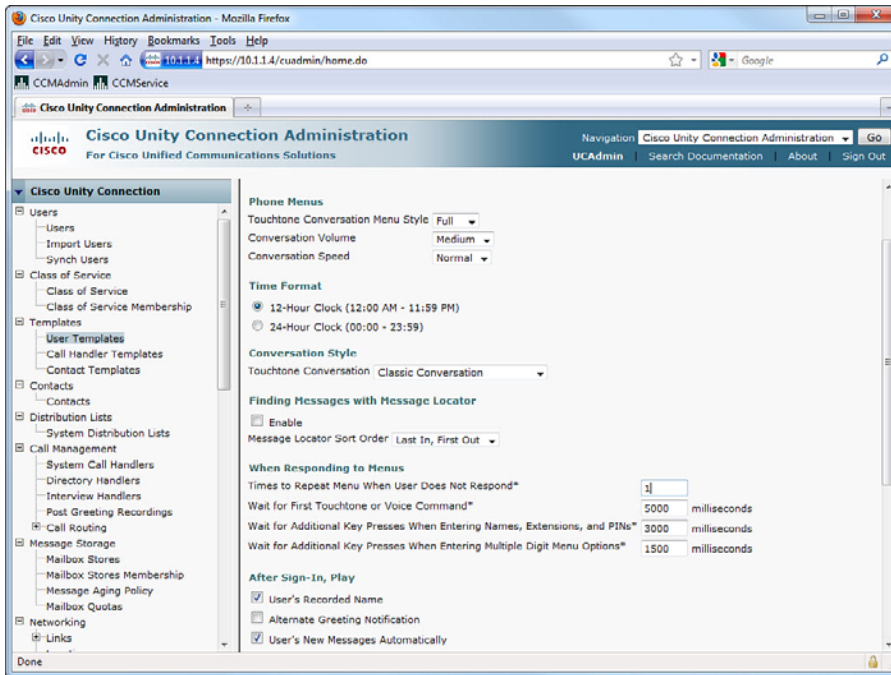 Cisco Unity Connection Administration - Mozilla Firefox
File Edit View History Bookmarks Tools Help
10.1.1.4 https://10.1.1.4/cuadmin/home.do
Google
CCMAdmin CCMService
Cisco Unity Connection Administration
CISCO
Cisco Unity Connection Administration
For Cisco Unified Communications Solutions
Navigation Cisco Unity Connection Administration Go
UCAdmin | Search Documentation | About | Sign Out
Cisco Unity Connection
Users
Users
Import Users
Synch Users
Class of Service
Class of Service
Class of Service Membership
Templates
User Templates
Call Handler Templates
Contact Templates
Contacts
Contacts
Distribution Lists
System Distribution Lists
Call Management
System Call Handlers
Directory Handlers
Interview Handlers
Post Greeting Recordings
Call Routing
Message Storage
Mailbox Stores
Mailbox Stores Membership
Message Aging Policy
Mailbox Quotas
Networking
Links
Phone Menus
Touchtone Conversation Menu Style Full
Conversation Volume Medium
Conversation Speed Normal
Time Format
12-Hour Clock (12:00 AM - 11:59 PM)
24-Hour Clock (00:00 - 23:59)
Conversation Style
Touchtone Conversation Classic Conversation
Finding Messages with Message Locator
Enable
Message Locator Sort Order Last In, First Out
When Responding to Menus
Times to Repeat Menu When User Does Not Respond* 1
Wait for First Touchtone or Voice Command* 5000 milliseconds
Wait for Additional Key Presses When Entering Names, Extensions, and PINs* 3000 milliseconds
Wait for Additional Key Presses When Entering Multiple Digit Menu Options* 1500 milliseconds
After Sign-In, Play
User's Recorded Name
Alternate Greeting Notification
User's New Messages Automatically
Done